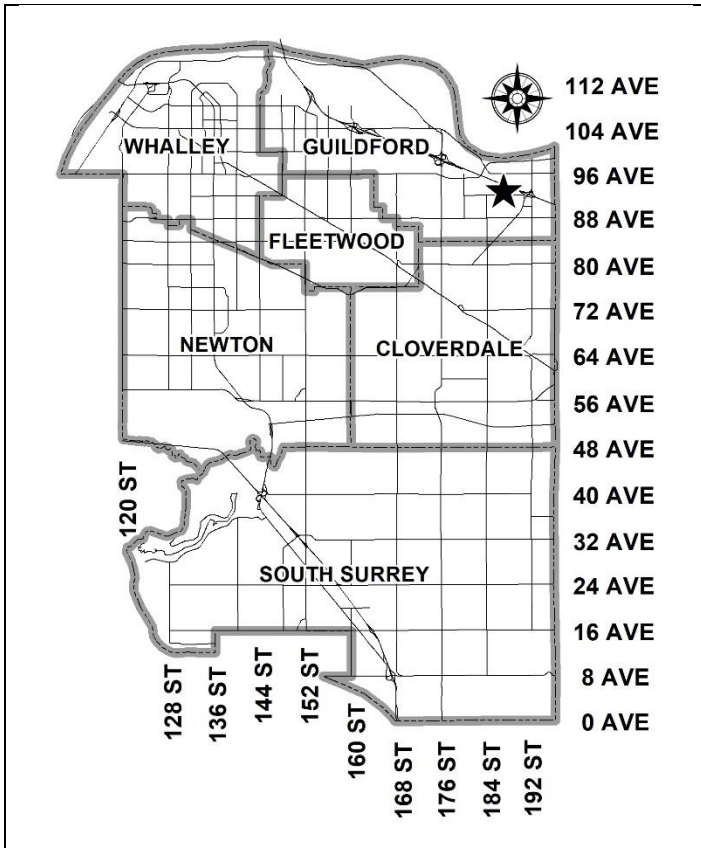 112 AVE
104 AVE
WHALLEY
GUILDFORD
96 AVE
88 AVE
FLEETWOOD
80 AVE
72 AVE
NEWTON
CLOVERDALE
64 AVE
56 AVE
48 AVE
120 ST
40 AVE
32 AVE
SOUTH SURREY
24 AVE
16 AVE
8 AVE
128 ST
136 ST
144 ST
152 ST
160 ST
168 ST
176 ST
184 ST
192 ST
0 AVE